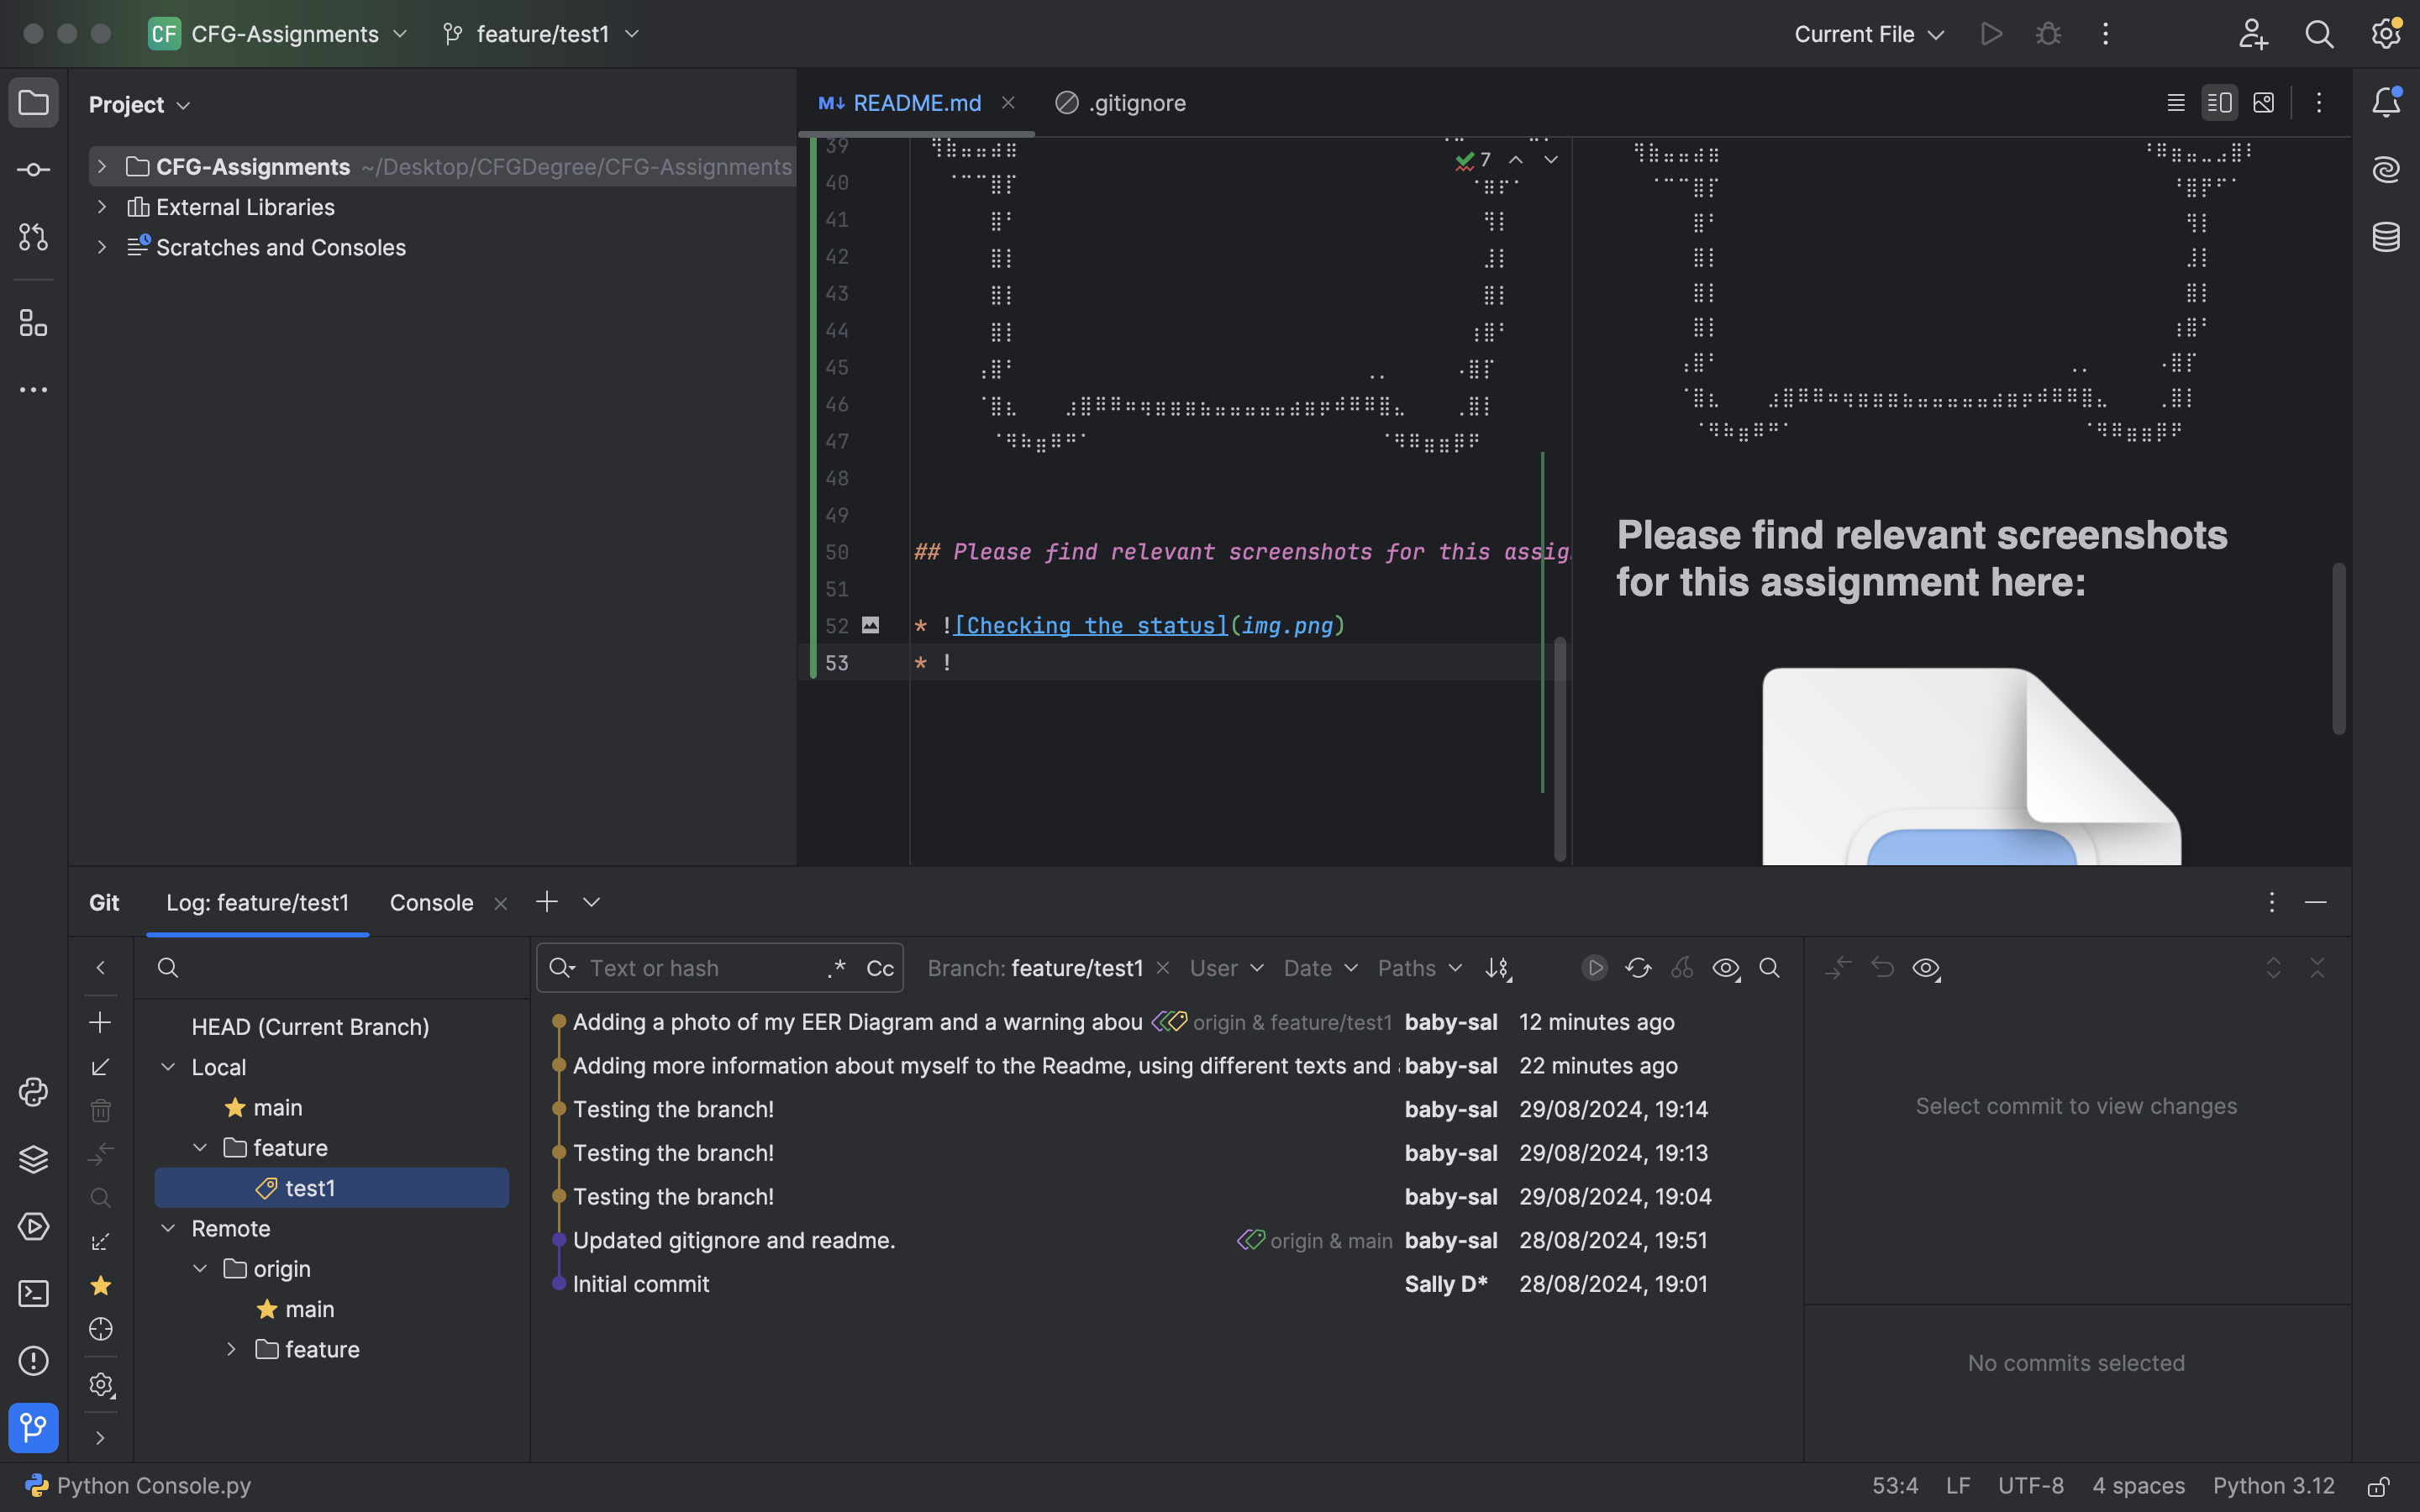 CF CFG-Assignments feature/test1 Current File
Project
CFG-Assignments ~/Desktop/CFGDegree/CFG-Assignments
External Libraries
Scratches and Consoles
M↓ README.md .gitignore
7
39
40
41
42
43
44
45
46
47
48
49
50 ## Please find relevant screenshots for this assig
51
52 * ![Checking the status](img.png)
53 * !
Please find relevant screenshots
for this assignment here:
Git Log: feature/test1 Console
Text or hash .* Cc Branch: feature/test1 User Date Paths
HEAD (Current Branch)
Local
main
feature
test1
Remote
origin
main
feature
Adding a photo of my EER Diagram and a warning abou origin & feature/test1 baby-sal 12 minutes ago
Adding more information about myself to the Readme, using different texts and baby-sal 22 minutes ago
Testing the branch! baby-sal 29/08/2024, 19:14
Testing the branch! baby-sal 29/08/2024, 19:13
Testing the branch! baby-sal 29/08/2024, 19:04
Updated gitignore and readme. origin & main baby-sal 28/08/2024, 19:51
Initial commit Sally D* 28/08/2024, 19:01
Select commit to view changes
No commits selected
Python Console.py 53:4 LF UTF-8 4 spaces Python 3.12